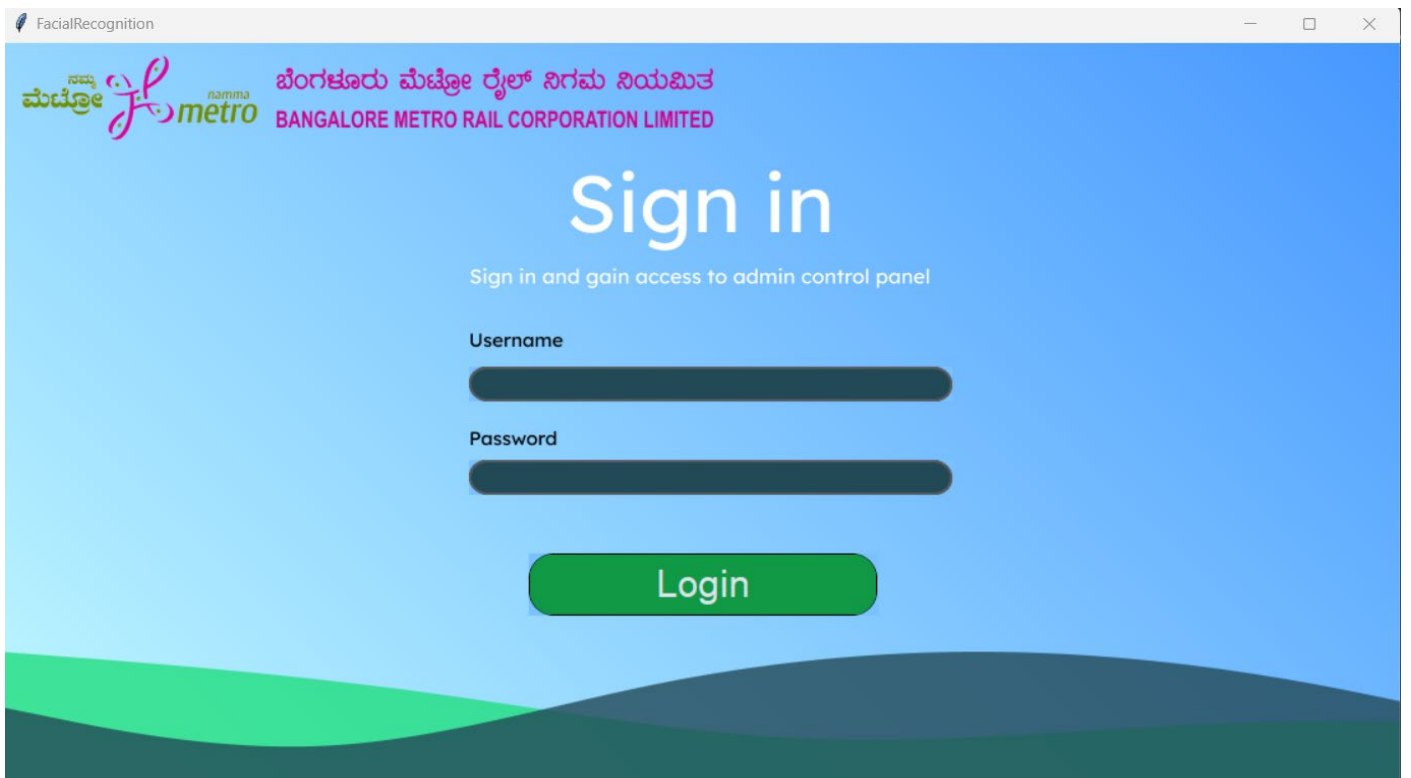 FacialRecognition
ನಮ್ಮ
ಮೆಟ್ರೋ
namma
metro
ಬೆಂಗಳೂರು ಮೆಟ್ರೋ ರೈಲ್ ನಿಗಮ ನಿಯಮಿತ
BANGALORE METRO RAIL CORPORATION LIMITED
Sign in
Sign in and gain access to admin control panel
Username
Password
Login